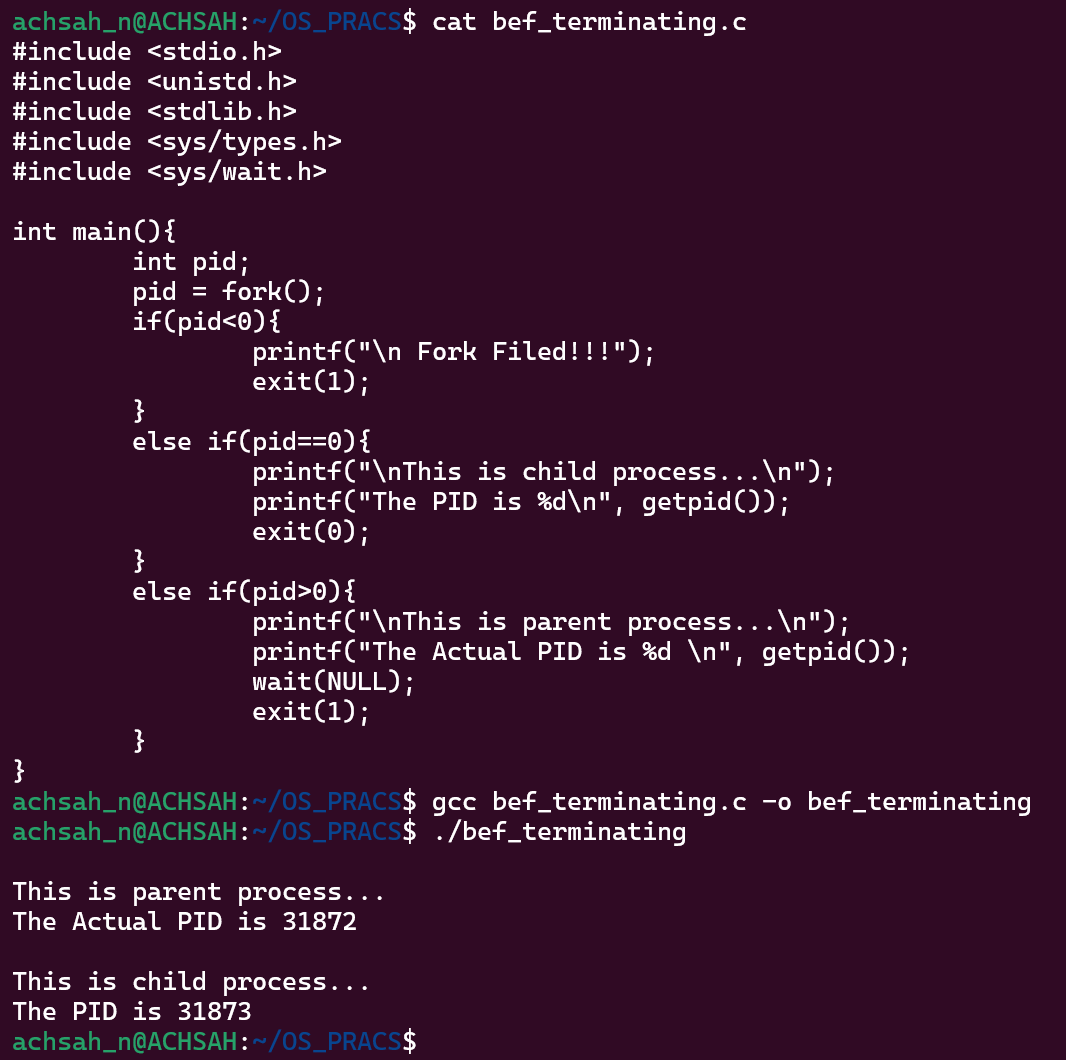 achsah_n@ACHSAH:~/OS_PRACS$ cat bef_terminating.c
#include <stdio.h>
#include <unistd.h>
#include <stdlib.h>
#include <sys/types.h>
#include <sys/wait.h>

int main(){
        int pid;
        pid = fork();
        if(pid<0){
                printf("\n Fork Filed!!!");
                exit(1);
        }
        else if(pid==0){
                printf("\nThis is child process...\n");
                printf("The PID is %d\n", getpid());
                exit(0);
        }
        else if(pid>0){
                printf("\nThis is parent process...\n");
                printf("The Actual PID is %d \n", getpid());
                wait(NULL);
                exit(1);
        }
}
achsah_n@ACHSAH:~/OS_PRACS$ gcc bef_terminating.c -o bef_terminating
achsah_n@ACHSAH:~/OS_PRACS$ ./bef_terminating

This is parent process...
The Actual PID is 31872

This is child process...
The PID is 31873
achsah_n@ACHSAH:~/OS_PRACS$